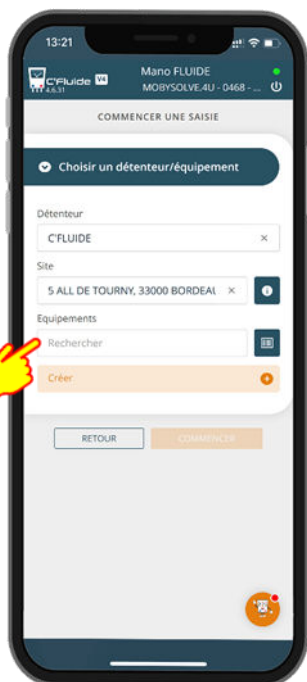 13:21
C'Fluide V4
4.6.31
Mano FLUIDE
MOBYSOLVE.4U - 0468 - ...
COMMENCER UNE SAISIE
Choisir un détenteur/équipement
Détenteur
C'FLUIDE ×
Site
5 ALL DE TOURNY, 33000 BORDEAU ×
Equipements
Rechercher
Créer
RETOUR
COMMENCER